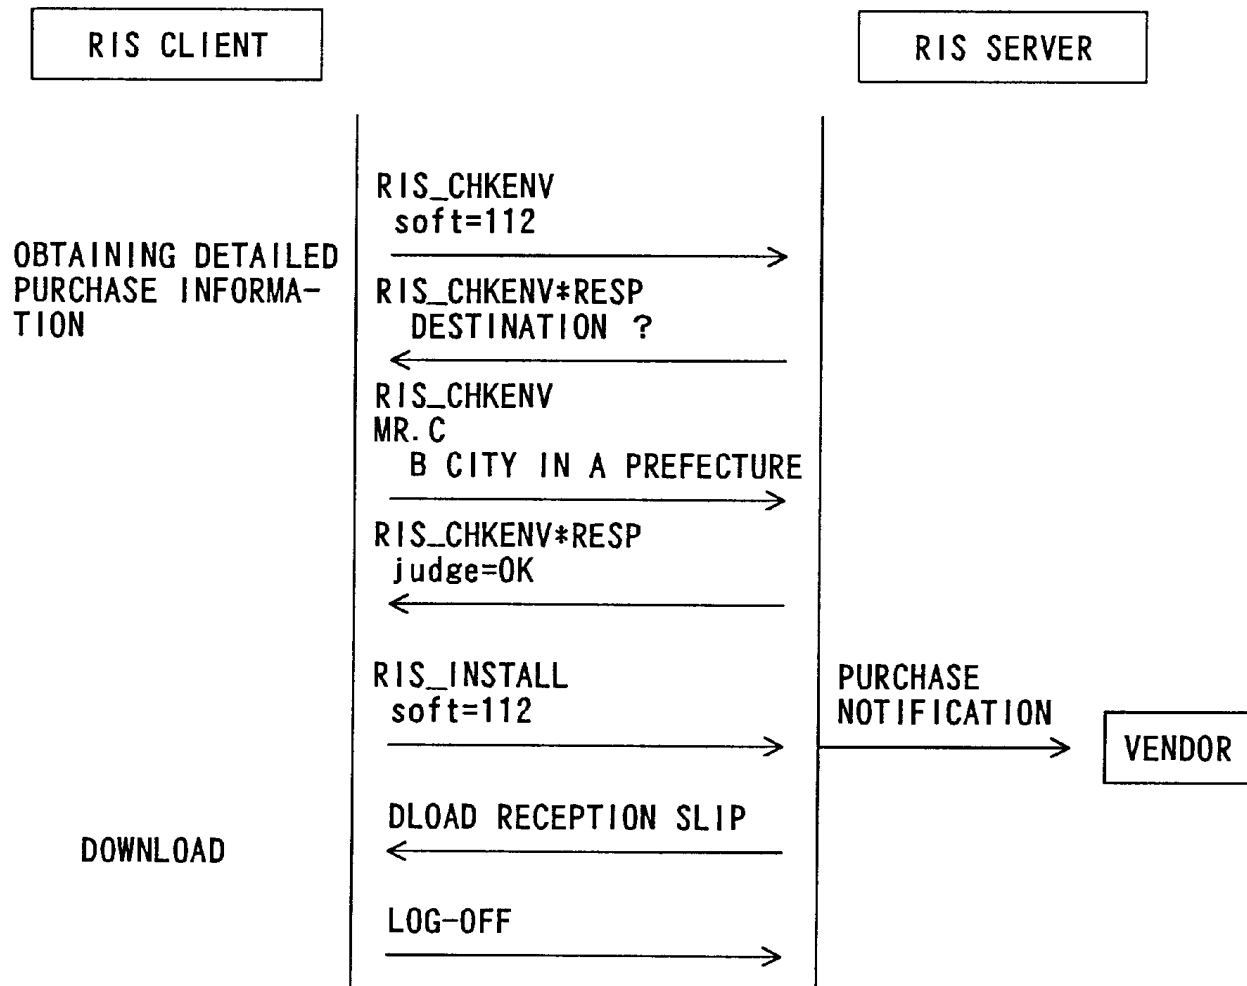 RIS CLIENT
RIS SERVER
RIS_CHKENV
soft=112
OBTAINING DETAILED
PURCHASE INFORMA-
TION
RIS_CHKENV*RESP
DESTINATION ?
RIS_CHKENV
MR.C
B CITY IN A PREFECTURE
RIS_CHKENV*RESP
judge=OK
RIS_INSTALL
soft=112
PURCHASE
NOTIFICATION
VENDOR
DLOAD RECEPTION SLIP
DOWNLOAD
LOG-OFF